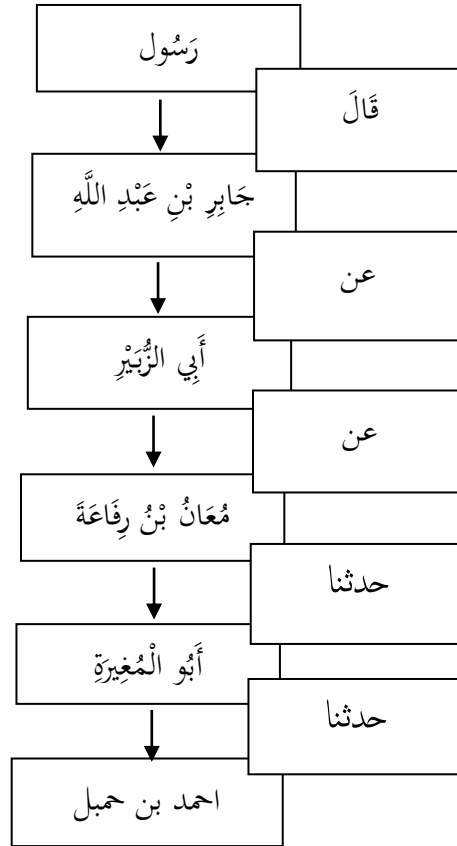 رَسُول
قَالَ
جَابِرِ بْنِ عَبْدِ اللَّهِ
عن
أَبِي الزُّبَيْرِ
عن
مُعَانُ بْنُ رِفَاعَةَ
حدثنا
أَبُو الْمُغِيرَةِ
حدثنا
احمد بن حمبل